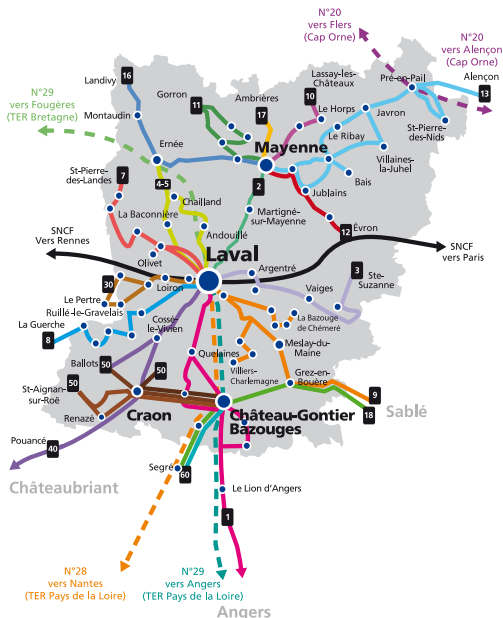 N°20
vers Flers
(Cap Orne)
N°20
vers Alençon
(Cap Orne)
N°29
vers Fougères
(TER Bretagne)
Landivy
16
Montaudin
Gorron
11
Ambrières
17
Lassay-les-
Châteaux
10
Le Horps
Pré-en-Pail
Alençon
13
Javron
St-Pierre-
des-Nids
Le Ribay
Villaines-
la-Juhel
Ernée
Mayenne
Bais
Jublains
St-Pierre-
des-Landes
7
4-5
Chailland
2
Martigné-
sur-Mayenne
La Baconnière
Andouillé
12
Évron
SNCF
Vers Rennes
Olivet
Laval
SNCF
vers Paris
Argentré
3
Ste-
Suzanne
30
Loiron
Vaiges
Le Pertre
Ruillé-le-Gravelais
La Guerche
8
Cossé-
le-Vivien
La Bazouge
de Chéméré
Meslay-du-
Maine
Quelaines
Villiers-
Charlemagne
Grez-en-
Bouère
Ballots
50
50
50
St-Aignan-
sur-Roë
Renazé
Craon
Château-Gontier
Bazouges
9
18
Sablé
Pouancé
40
Châteaubriant
Segré
60
Le Lion d'Angers
1
N°28
vers Nantes
(TER Pays de la Loire)
N°29
vers Angers
(TER Pays de la Loire)
Angers